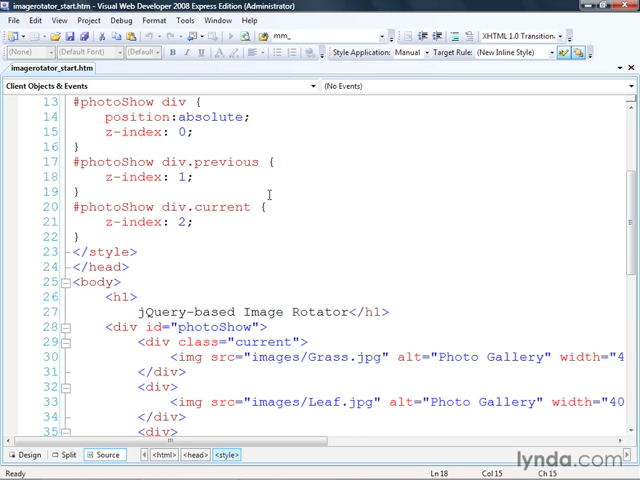 imagerotator_start.htm - Visual Web Developer 2008 Express Edition (Administrator)
File Edit View Website Debug Format Tools Window Help
mm_ XHTML 1.0 Transition
(None) (Default Font) (Default B I U A Style Application: Manual Target Rule: (New Inline Style)
imagerotator_start.htm
Client Objects & Events (No Events)
13 #photoShow div {
14 position:absolute;
15 z-index: 0;
16 }
17 #photoShow div.previous {
18 z-index: 1;
19 }
20 #photoShow div.current {
21 z-index: 2;
22 }
23 </style>
24 </head>
25 <body>
26 <h1>
27 jQuery-based Image Rotator</h1>
28 <div id="photoShow">
29 <div class="current">
30 <img src="images/Grass.jpg" alt="Photo Gallery" width="4
31 </div>
32 <div>
33 <img src="images/Leaf.jpg" alt="Photo Gallery" width="40
34 </div>
35 <div>
Design Split Source <html> <head> <style>
Ready Ln 18 Col 15 Ch 15
lynda.com